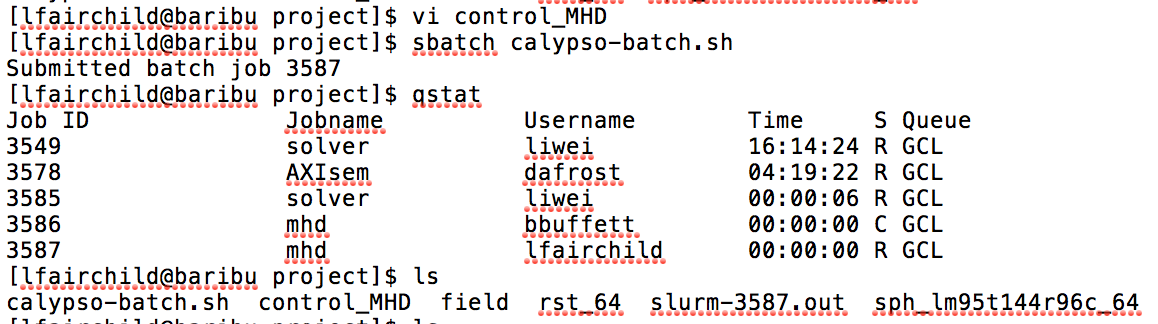 [lfairchild@baribu project]$ vi control_MHD
[lfairchild@baribu project]$ sbatch calypso-batch.sh
Submitted batch job 3587
[lfairchild@baribu project]$ qstat
Job ID Jobname Username Time S Queue
3549 solver liwei 16:14:24 R GCL
3578 AXIsem dafrost 04:19:22 R GCL
3585 solver liwei 00:00:06 R GCL
3586 mhd bbuffett 00:00:00 C GCL
3587 mhd lfairchild 00:00:00 R GCL
[lfairchild@baribu project]$ ls
calypso-batch.sh control_MHD field rst_64 slurm-3587.out sph_lm95t144r96c_64